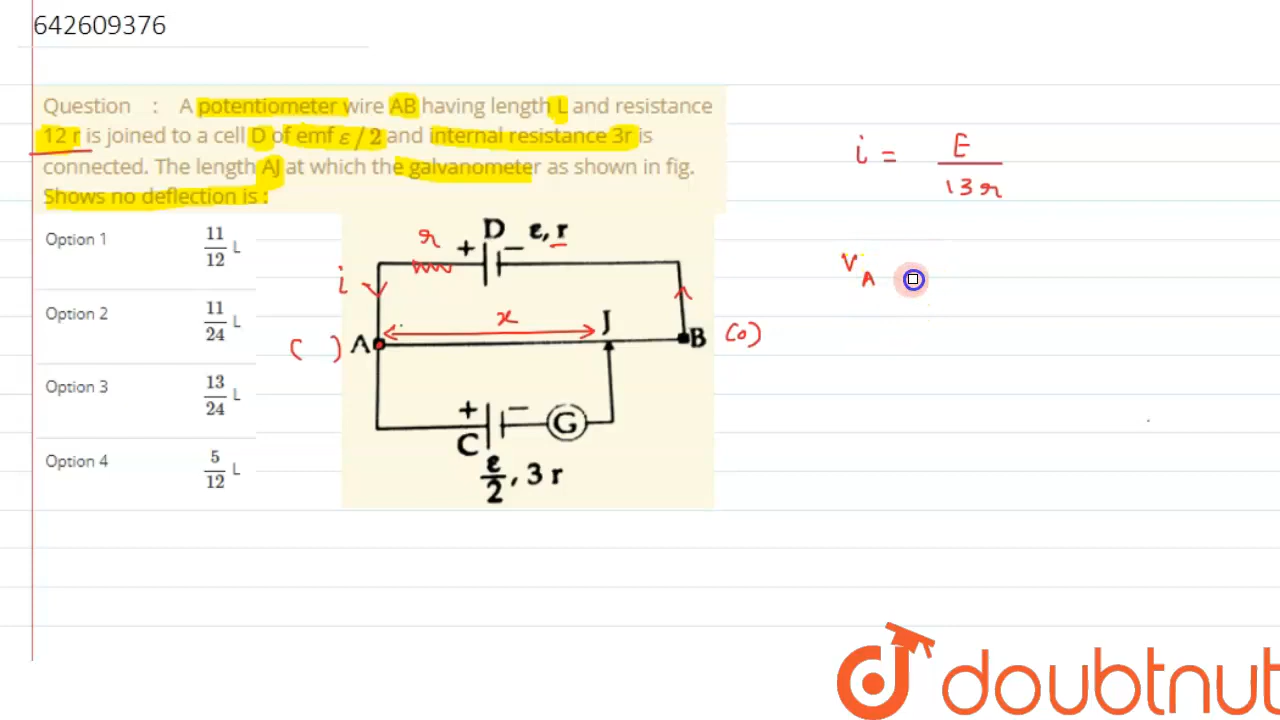 642609376
Question : A potentiometer wire AB having length L and resistance
12 r is joined to a cell D of emf ε/2 and internal resistance 3r is
connected. The length AJ at which the galvanometer as shown in fig.
Shows no deflection is :
Option 1 11/12 L
Option 2 11/24 L
Option 3 13/24 L
Option 4 5/12 L
D ε, r
r + −
i
x J
( ) A B (0)
+ − G
C
ε/2, 3 r
i = E/13r
V_A
doubtnut